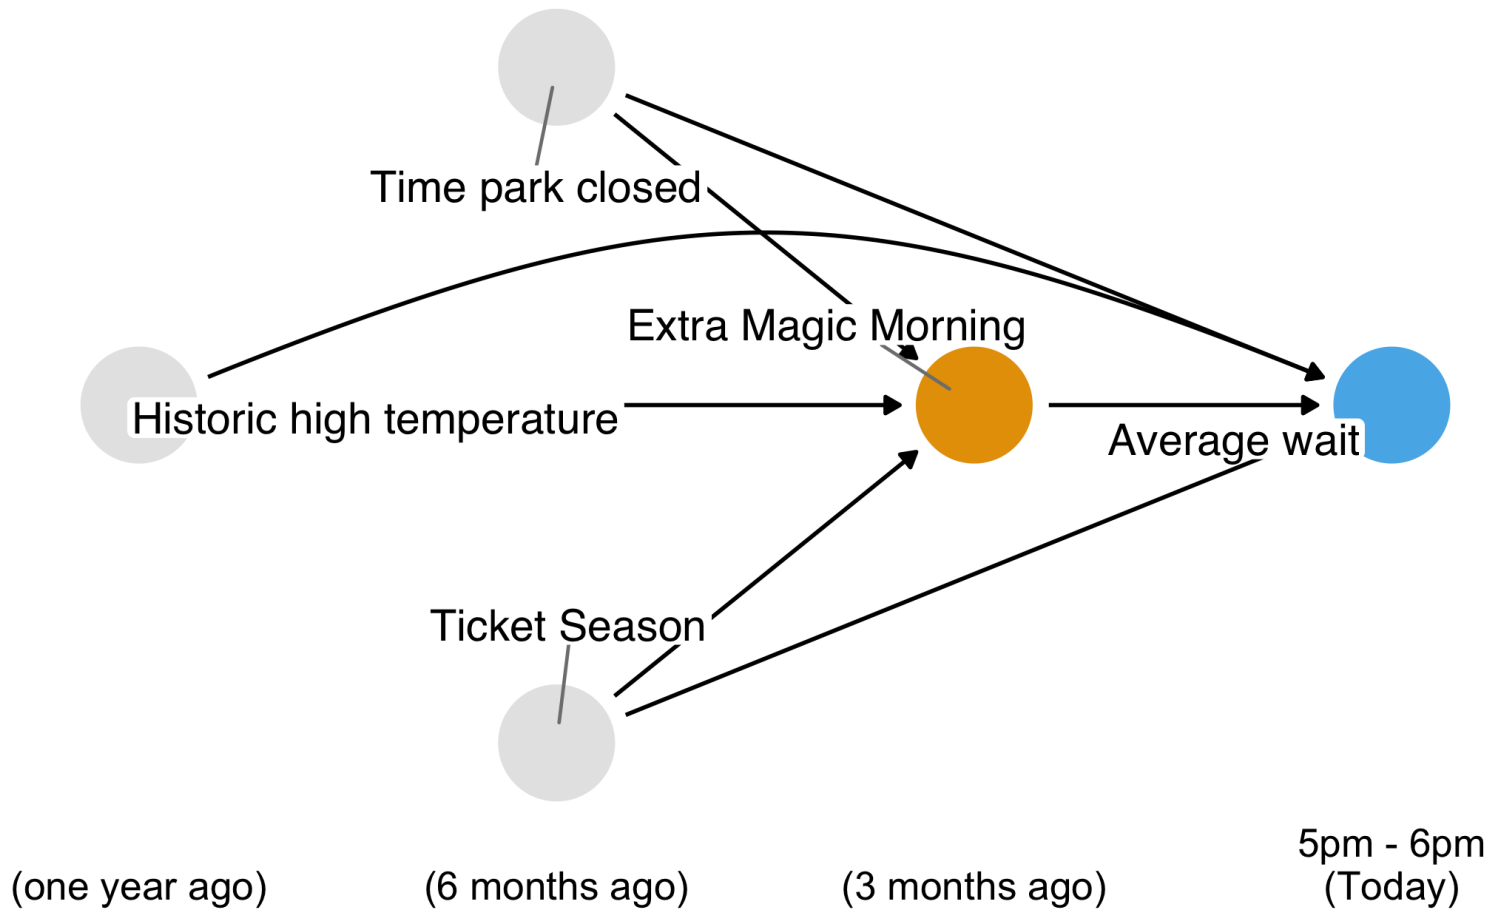 Time park closed
Extra Magic Morning
Historic high temperature
Average wait
Ticket Season
5pm - 6pm
(one year ago)
(6 months ago)
(3 months ago)
(Today)